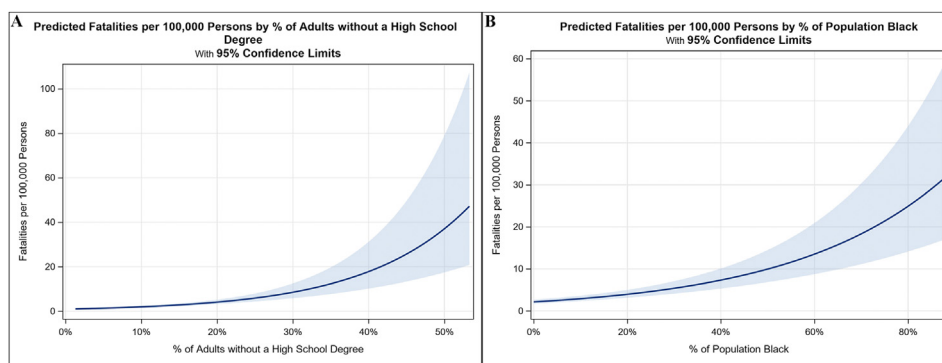 A
Predicted Fatalities per 100,000 Persons by % of Adults without a High School
Degree
With 95% Confidence Limits
Fatalities per 100,000 Persons
100
80
60
40
20
0
0%
10%
20%
30%
40%
50%
% of Adults without a High School Degree
B
Predicted Fatalities per 100,000 Persons by % of Population Black
With 95% Confidence Limits
Fatalities per 100,000 Persons
60
50
40
30
20
10
0
0%
20%
40%
60%
80%
% of Population Black